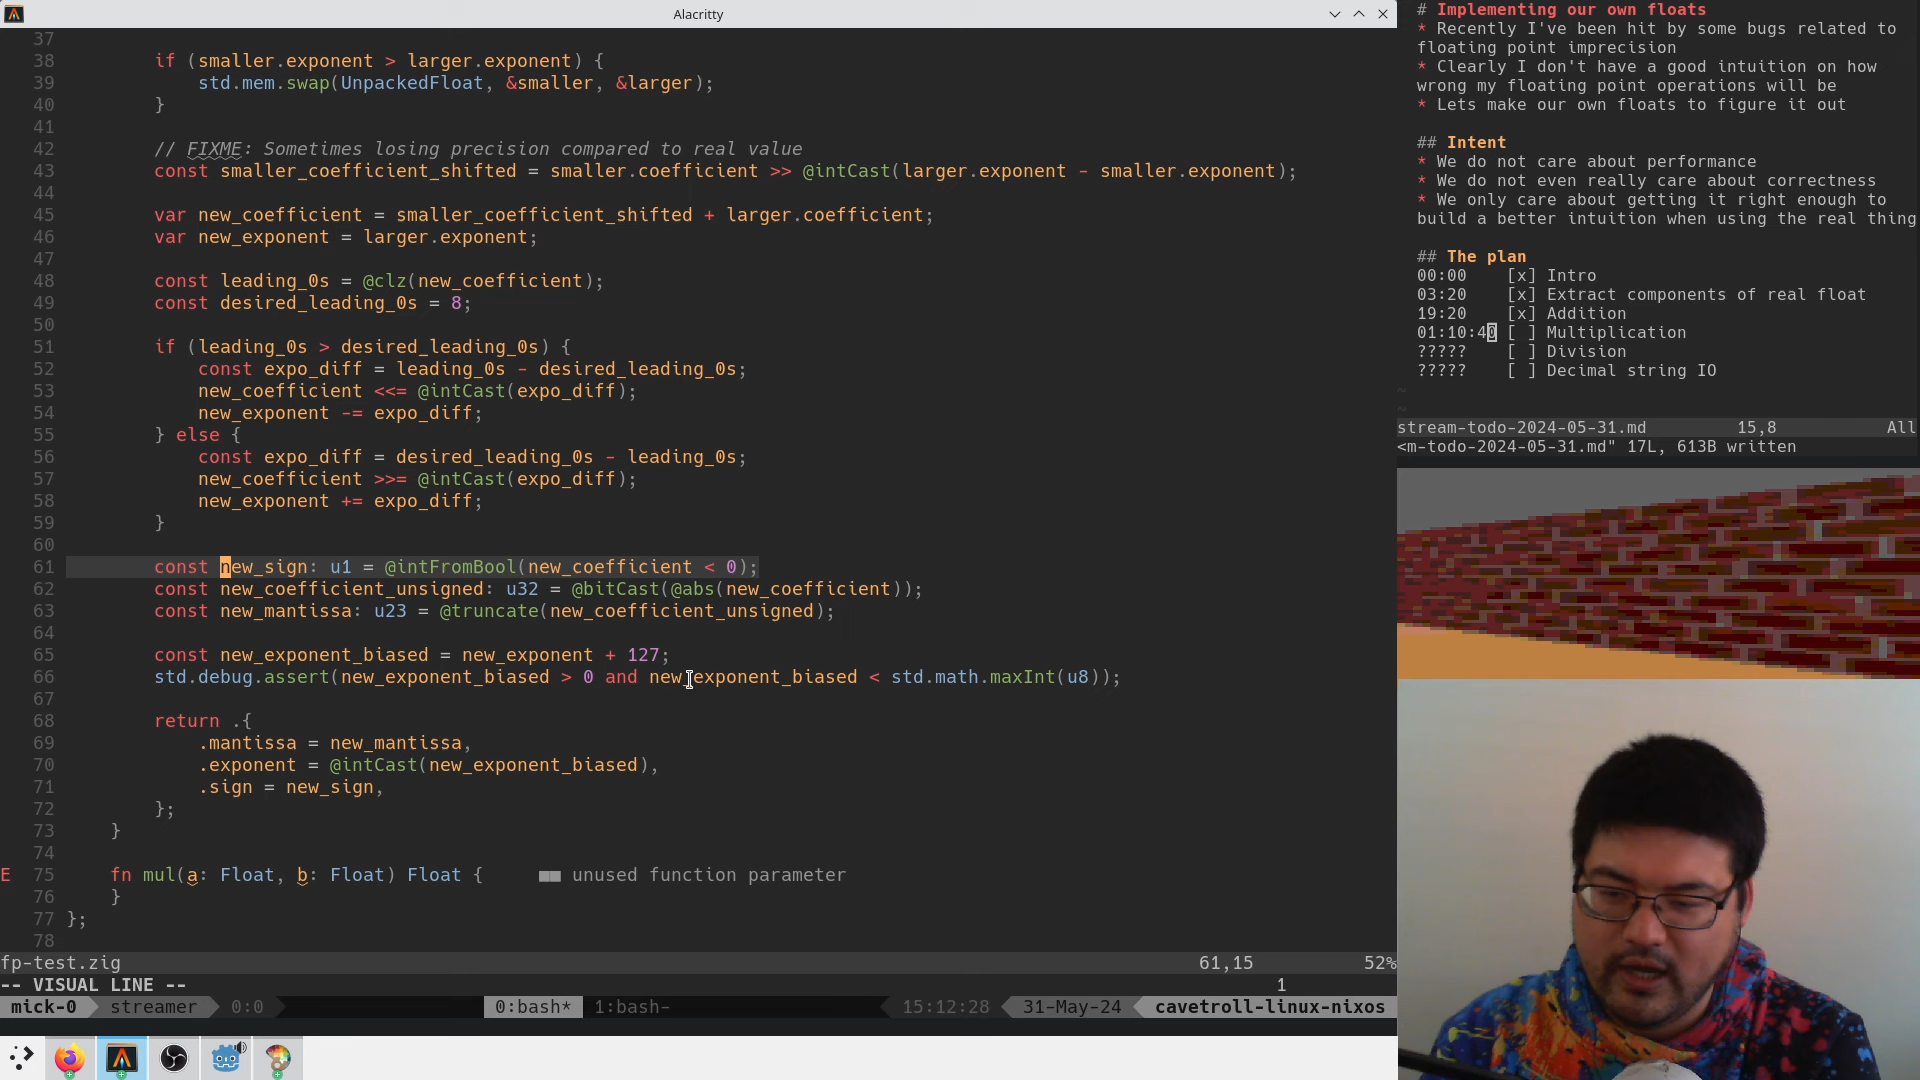 Alacritty
37
38 if (smaller.exponent > larger.exponent) {
39 std.mem.swap(UnpackedFloat, &smaller, &larger);
40 }
41
42 // FIXME: Sometimes losing precision compared to real value
43 const smaller_coefficient_shifted = smaller.coefficient >> @intCast(larger.exponent - smaller.exponent);
44
45 var new_coefficient = smaller_coefficient_shifted + larger.coefficient;
46 var new_exponent = larger.exponent;
47
48 const leading_0s = @clz(new_coefficient);
49 const desired_leading_0s = 8;
50
51 if (leading_0s > desired_leading_0s) {
52 const expo_diff = leading_0s - desired_leading_0s;
53 new_coefficient <<= @intCast(expo_diff);
54 new_exponent -= expo_diff;
55 } else {
56 const expo_diff = desired_leading_0s - leading_0s;
57 new_coefficient >>= @intCast(expo_diff);
58 new_exponent += expo_diff;
59 }
60
61 const new_sign: u1 = @intFromBool(new_coefficient < 0);
62 const new_coefficient_unsigned: u32 = @bitCast(@abs(new_coefficient));
63 const new_mantissa: u23 = @truncate(new_coefficient_unsigned);
64
65 const new_exponent_biased = new_exponent + 127;
66 std.debug.assert(new_exponent_biased > 0 and new_exponent_biased < std.math.maxInt(u8));
67
68 return .{
69 .mantissa = new_mantissa,
70 .exponent = @intCast(new_exponent_biased),
71 .sign = new_sign,
72 };
73 }
74
E 75 fn mul(a: Float, b: Float) Float { ■■ unused function parameter
76 }
77 };
78
fp-test.zig 61,15 52%
-- VISUAL LINE -- 1
mick-0 streamer 0:0 0:bash* 1:bash- 15:12:28 31-May-24 cavetroll-linux-nixos
# Implementing our own floats
* Recently I've been hit by some bugs related to
floating point imprecision
* Clearly I don't have a good intuition on how
wrong my floating point operations will be
* Lets make our own floats to figure it out
## Intent
* We do not care about performance
* We do not even really care about correctness
* We only care about getting it right enough to
build a better intuition when using the real thing
## The plan
00:00 [x] Intro
03:20 [x] Extract components of real float
19:20 [x] Addition
01:10:40 [ ] Multiplication
????? [ ] Division
????? [ ] Decimal string IO
~
~
stream-todo-2024-05-31.md 15,8 All
<m-todo-2024-05-31.md" 17L, 613B written